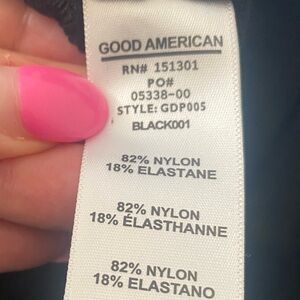 GOOD AMERICAN
RN# 151301
PO#
05338-00
STYLE: GDP005
BLACK001
82% NYLON
18% ELASTANE
82% NYLON
18% ÉLASTHANNE
82% NYLON
18% ELASTANO